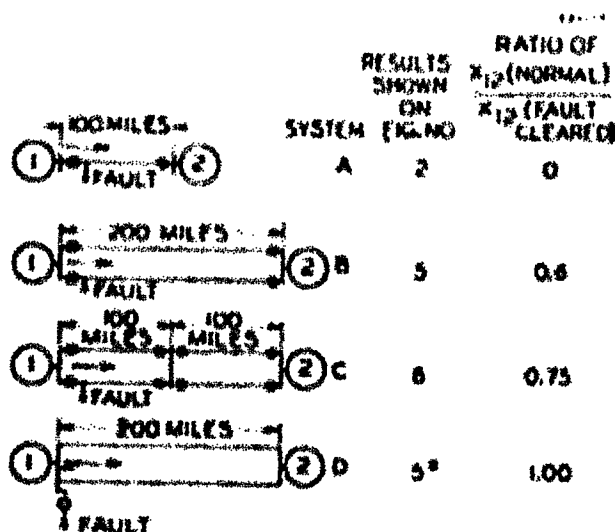 RATIO OF
RESULTS X12 (NORMAL)
SHOWN
ON X12 (FAULT
SYSTEM FIG. NO CLEARED)
100 MILES
1 2 A 2 0
FAULT
200 MILES
1 2 B 5 0.6
FAULT
100 100
MILES MILES
1 2 C 6 0.75
FAULT
200 MILES
1 2 D 5* 1.00
FAULT